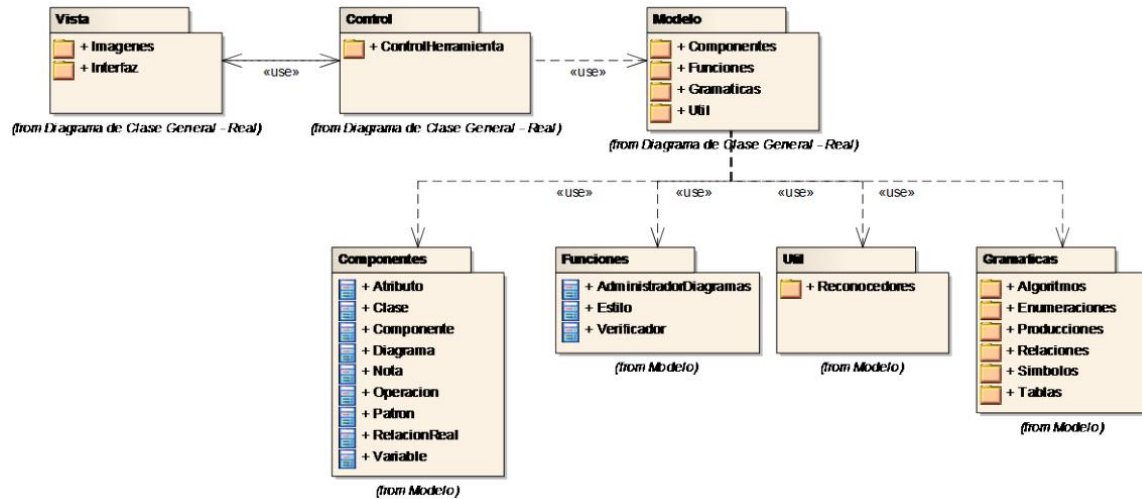 Vista
+ Imagenes
+ Interfaz
(from Diagrama de Clase General - Real)
«use»
Control
+ ControlHerramienta
(from Diagrama de Clase General - Real)
«use»
Modelo
+ Componentes
+ Funciones
+ Gramaticas
+ Util
(from Diagrama de Clase General - Real)
«use»
«use»
«use»
«use»
Componentes
+ Atributo
+ Clase
+ Componente
+ Diagrama
+ Nota
+ Operacion
+ Patron
+ RelacionReal
+ Variable
(from Modelo)
Funciones
+ AdministradorDiagramas
+ Estilo
+ Verificador
(from Modelo)
Util
+ Reconocedores
(from Modelo)
Gramaticas
+ Algoritmos
+ Enumeraciones
+ Producciones
+ Relaciones
+ Simbolos
+ Tablas
(from Modelo)